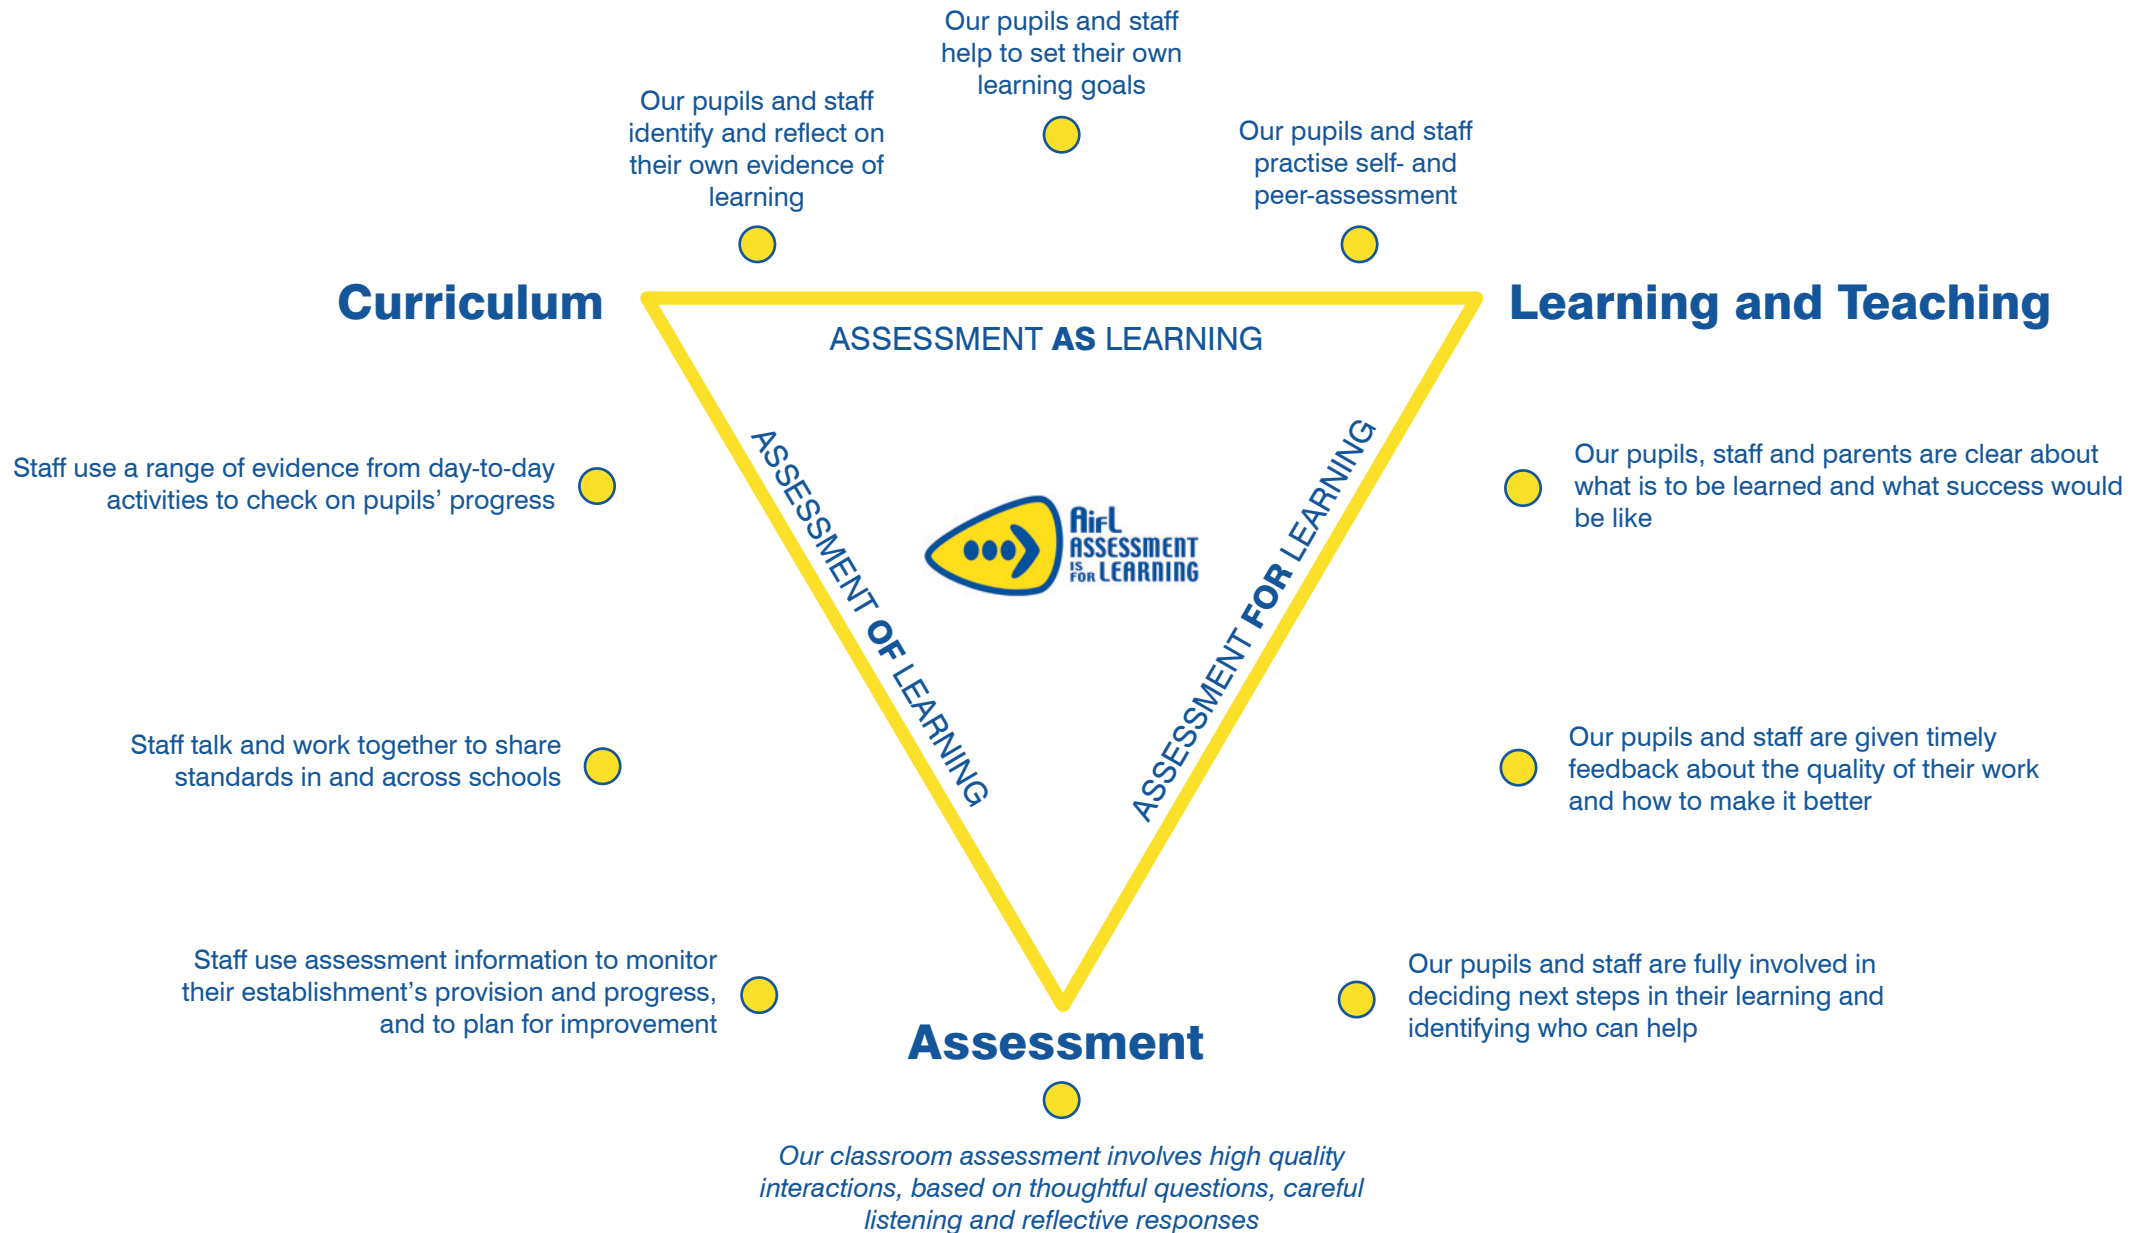 Our pupils and staff
help to set their own
learning goals
Our pupils and staff
identify and reflect on
their own evidence of
learning
Our pupils and staff
practise self- and
peer-assessment
Curriculum
Learning and Teaching
ASSESSMENT AS LEARNING
ASSESSMENT OF LEARNING
ASSESSMENT FOR LEARNING
AifL
ASSESSMENT
IS
FOR LEARNING
Staff use a range of evidence from day-to-day
activities to check on pupils’ progress
Our pupils, staff and parents are clear about
what is to be learned and what success would
be like
Staff talk and work together to share
standards in and across schools
Our pupils and staff are given timely
feedback about the quality of their work
and how to make it better
Staff use assessment information to monitor
their establishment’s provision and progress,
and to plan for improvement
Our pupils and staff are fully involved in
deciding next steps in their learning and
identifying who can help
Assessment
Our classroom assessment involves high quality
interactions, based on thoughtful questions, careful
listening and reflective responses